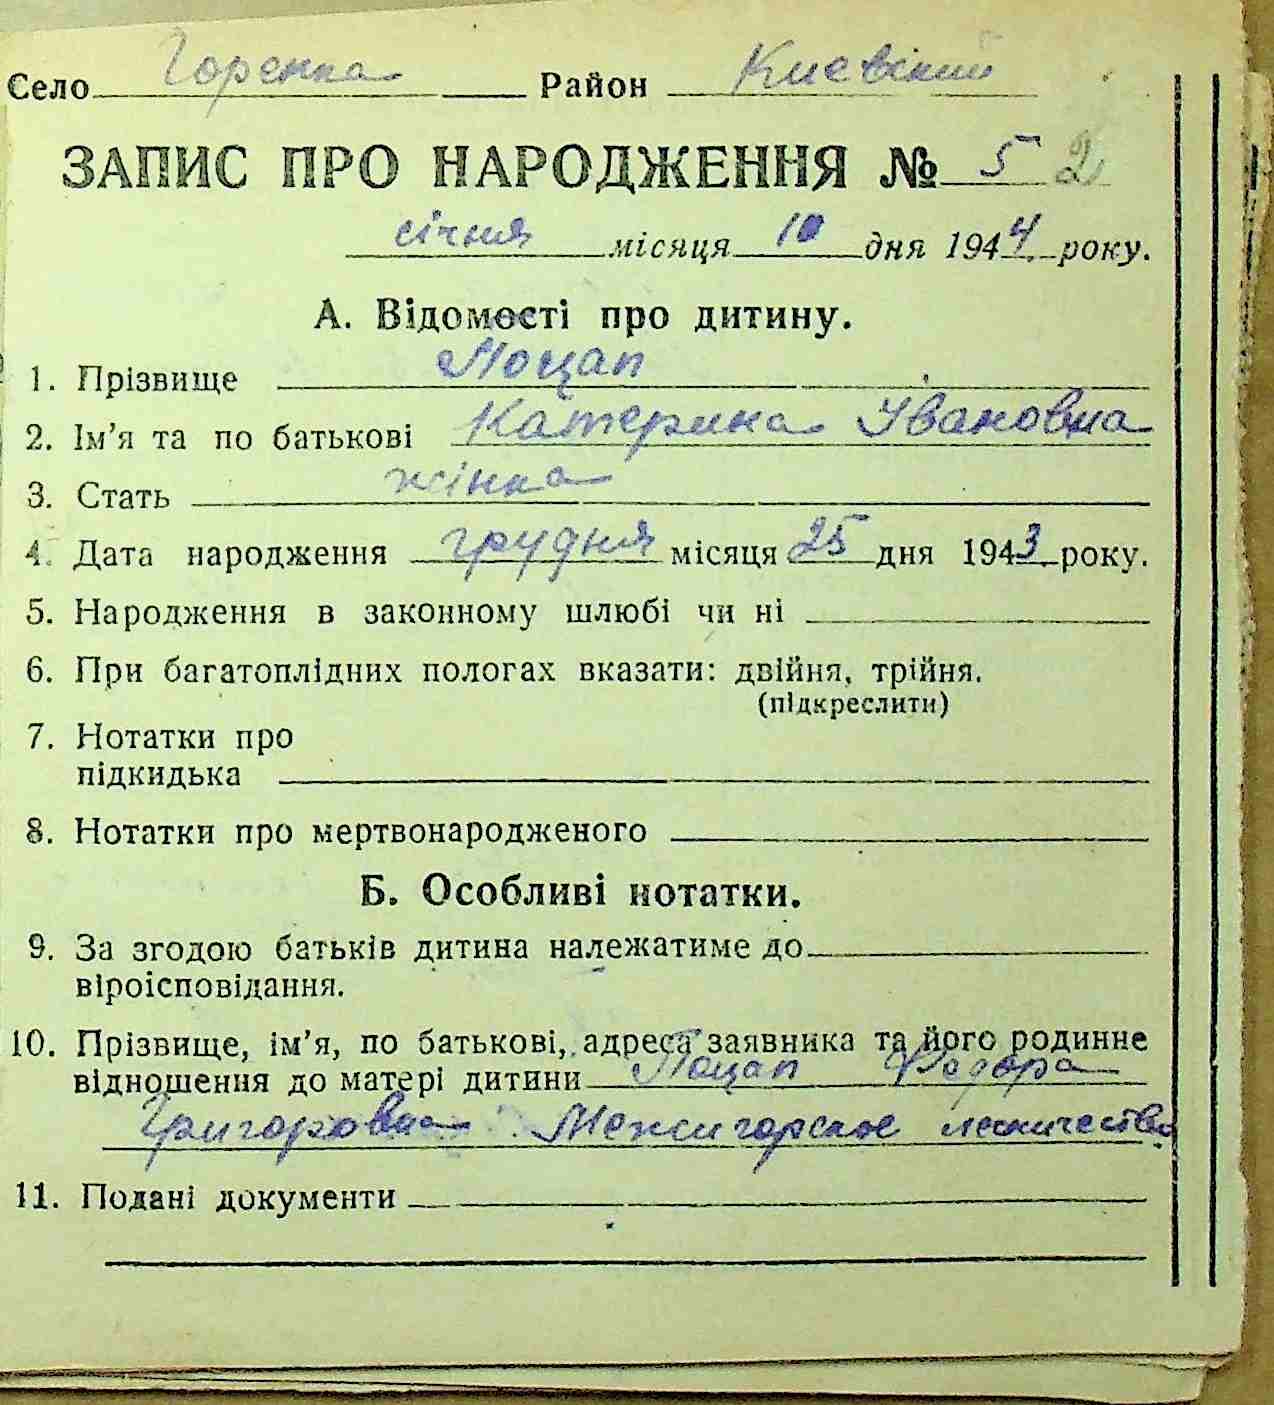 Село Горенка Район Киевіский
ЗАПИС ПРО НАРОДЖЕННЯ № 5 2
січня місяця 10 дня 1944 року.
А. Відомості про дитину.
1. Прізвище Поцап
2. Ім'я та по батькові Катерина Ивановна
3. Стать жінка
4. Дата народження грудня місяця 25 дня 1943 року.
5. Народження в законному шлюбі чи ні
6. При багатоплідних пологах вказати: двійня, трійня.
(підкреслити)
7. Нотатки про
підкидька
8. Нотатки про мертвонародженого
Б. Особливі нотатки.
9. За згодою батьків дитина належатиме до
віроісповідання.
10. Прізвище, ім'я, по батькові, адреса заявника та його родинне
відношення до матері дитини Поцап Федора
Григоровна Межигорское лесничество
11. Подані документи